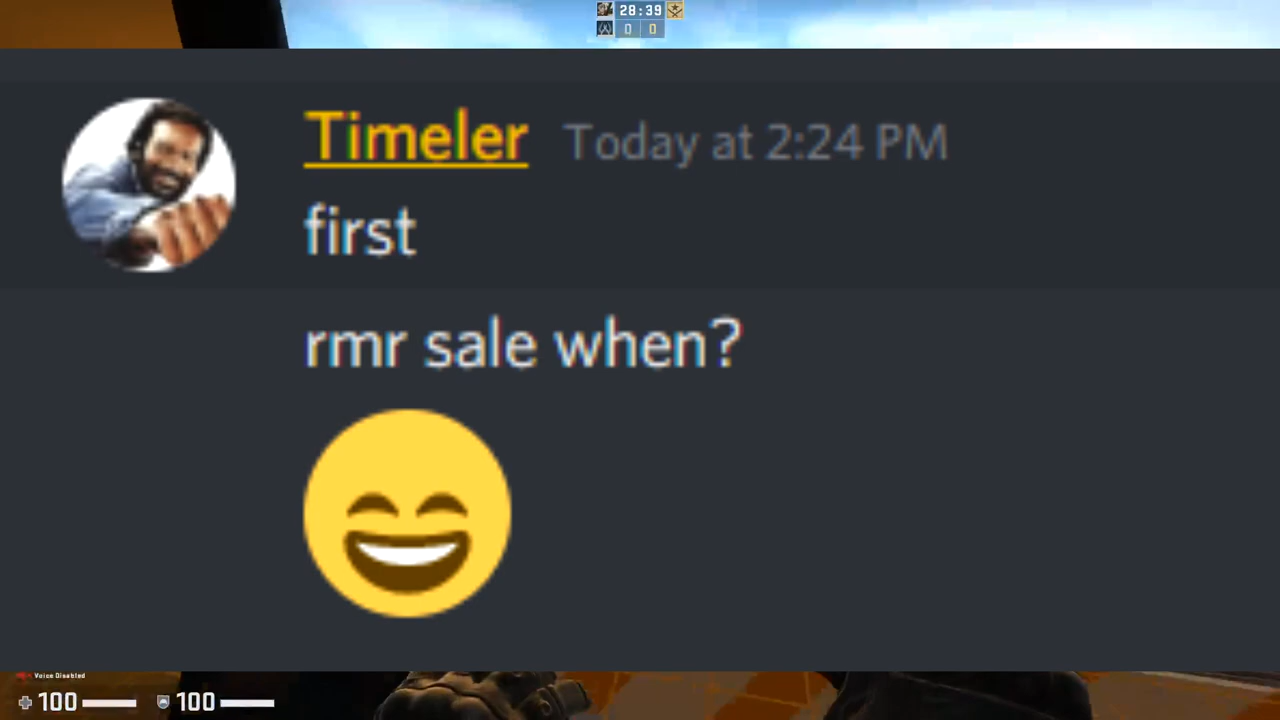 28:39
0 0
Timeler Today at 2:24 PM
first
rmr sale when?
Voice Disabled
100 100